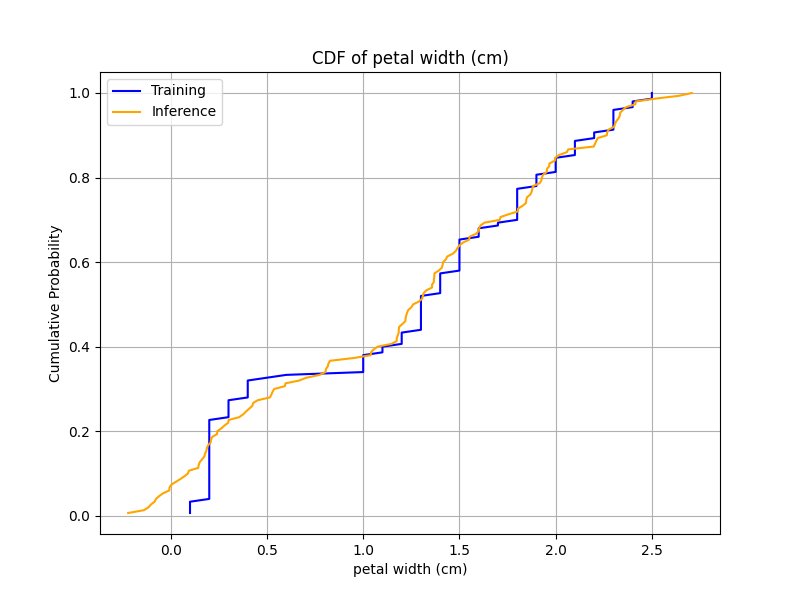 CDF of petal width (cm)
Training
Inference
1.0
0.8
0.6
0.4
0.2
0.0
Cumulative Probability
0.0 0.5 1.0 1.5 2.0 2.5
petal width (cm)